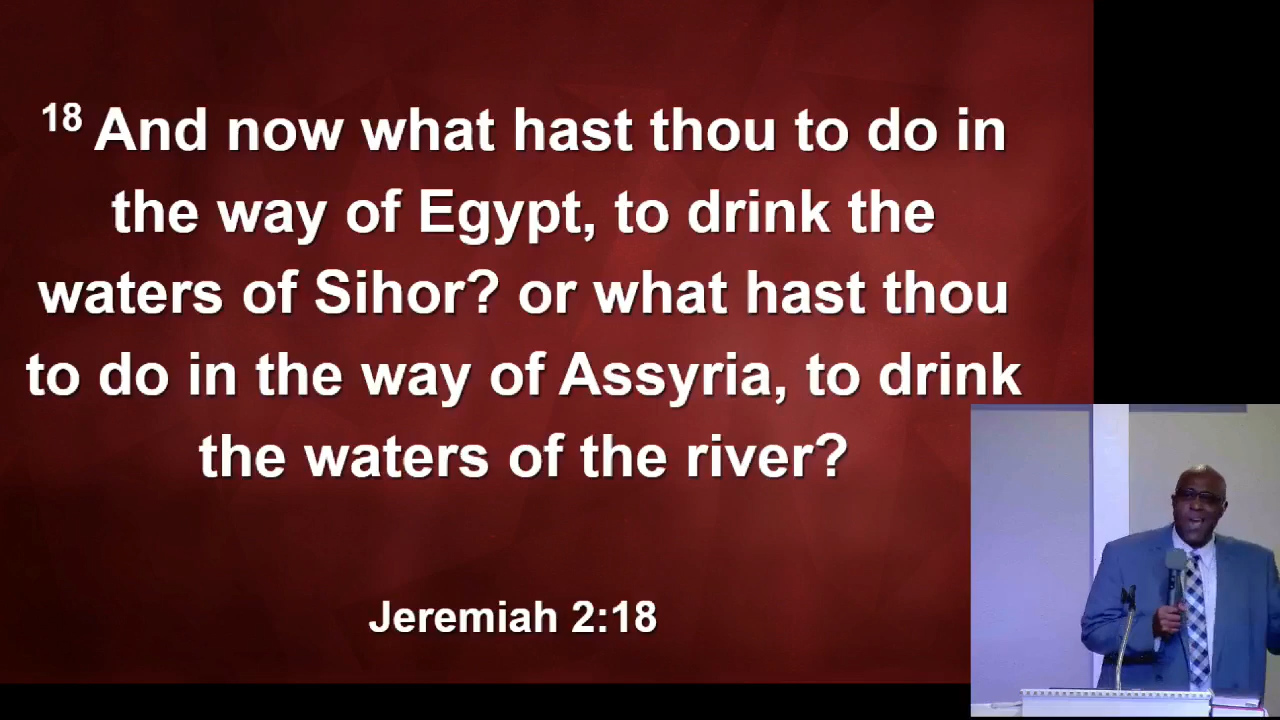 18 And now what hast thou to do in
the way of Egypt, to drink the
waters of Sihor? or what hast thou
to do in the way of Assyria, to drink
the waters of the river?
Jeremiah 2:18